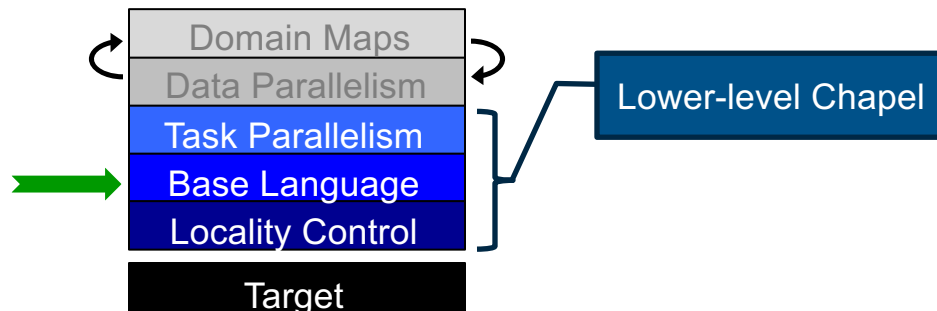 Domain Maps
Data Parallelism
Task Parallelism
Base Language
Locality Control
Target
Lower-level Chapel